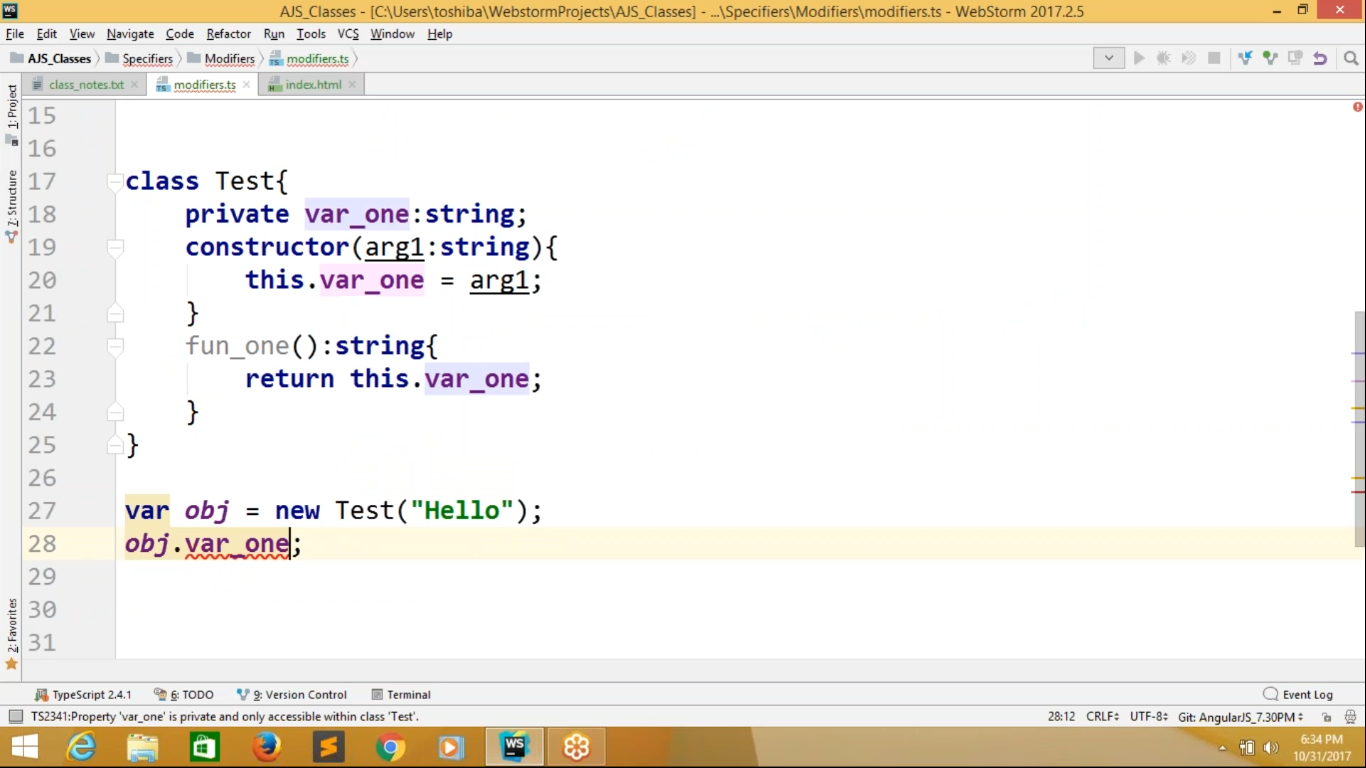 AJS_Classes - [C:\Users\toshiba\WebstormProjects\AJS_Classes] - ...\Specifiers\Modifiers\modifiers.ts - WebStorm 2017.2.5
File Edit View Navigate Code Refactor Run Tools VCS Window Help
AJS_Classes Specifiers Modifiers modifiers.ts
class_notes.txt modifiers.ts index.html
1: Project
7: Structure
2: Favorites
15
16
17 class Test{
18 private var_one:string;
19 constructor(arg1:string){
20 this.var_one = arg1;
21 }
22 fun_one():string{
23 return this.var_one;
24 }
25 }
26
27 var obj = new Test("Hello");
28 obj.var_one;
29
30
31
TypeScript 2.4.1 6: TODO 9: Version Control Terminal Event Log
TS2341:Property 'var_one' is private and only accessible within class 'Test'. 28:12 CRLF UTF-8 Git: AngularJS_7.30PM
6:34 PM
10/31/2017